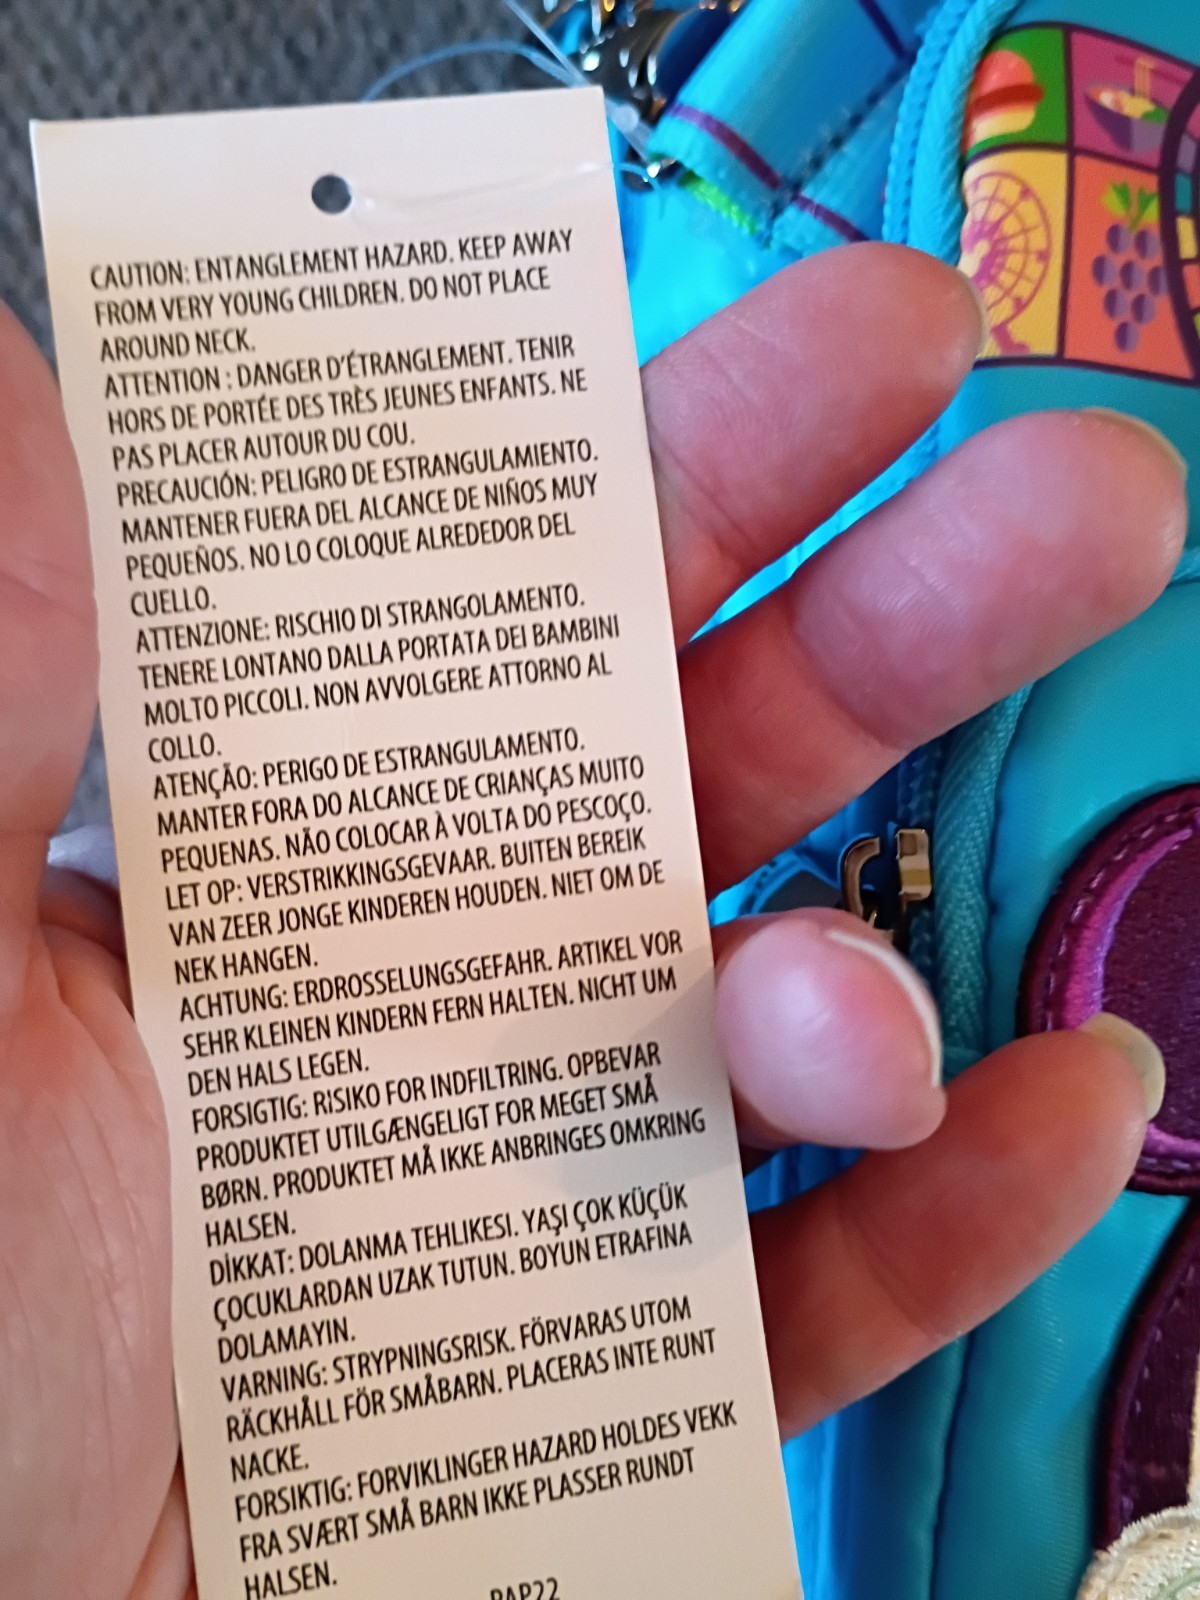 CAUTION: ENTANGLEMENT HAZARD. KEEP AWAY
FROM VERY YOUNG CHILDREN. DO NOT PLACE
AROUND NECK.
ATTENTION : DANGER D'ÉTRANGLEMENT. TENIR
HORS DE PORTÉE DES TRÈS JEUNES ENFANTS. NE
PAS PLACER AUTOUR DU COU.
PRECAUCIÓN: PELIGRO DE ESTRANGULAMIENTO.
MANTENER FUERA DEL ALCANCE DE NIÑOS MUY
PEQUEÑOS. NO LO COLOQUE ALREDEDOR DEL
CUELLO.
ATTENZIONE: RISCHIO DI STRANGOLAMENTO.
TENERE LONTANO DALLA PORTATA DEI BAMBINI
MOLTO PICCOLI. NON AVVOLGERE ATTORNO AL
COLLO.
ATENÇÃO: PERIGO DE ESTRANGULAMENTO.
MANTER FORA DO ALCANCE DE CRIANÇAS MUITO
PEQUENAS. NÃO COLOCAR À VOLTA DO PESCOÇO.
LET OP: VERSTRIKKINGSGEVAAR. BUITEN BEREIK
VAN ZEER JONGE KINDEREN HOUDEN. NIET OM DE
NEK HANGEN.
ACHTUNG: ERDROSSELUNGSGEFAHR. ARTIKEL VOR
SEHR KLEINEN KINDERN FERN HALTEN. NICHT UM
DEN HALS LEGEN.
FORSIGTIG: RiSIKO FOR INDFILTRING. OPBEVAR
PRODUKTET UTILGÆNGELIGT FOR MEGET SMÅ
BØRN. PRODUKTET MÅ IKKE ANBRINGES OMKRING
HALSEN.
DİKKAT: DOLANMA TEHLIKESI. YAŞI ÇOK KÜÇÜK
ÇOCUKLARDAN UZAK TUTUN. BOYUN ETRAFINA
DOLAMAYIN.
VARNING: STRYPNINGSRISK. FÖRVARAS UTOM
RÄCKHÅLL FÖR SMÅBARN. PLACERAS INTE RUNT
NACKE.
FORSIKTIG: FORVIKLINGER HAZARD HOLDES VEKK
FRA SVÆRT SMÅ BARN IKKE PLASSER RUNDT
HALSEN.
PAP22